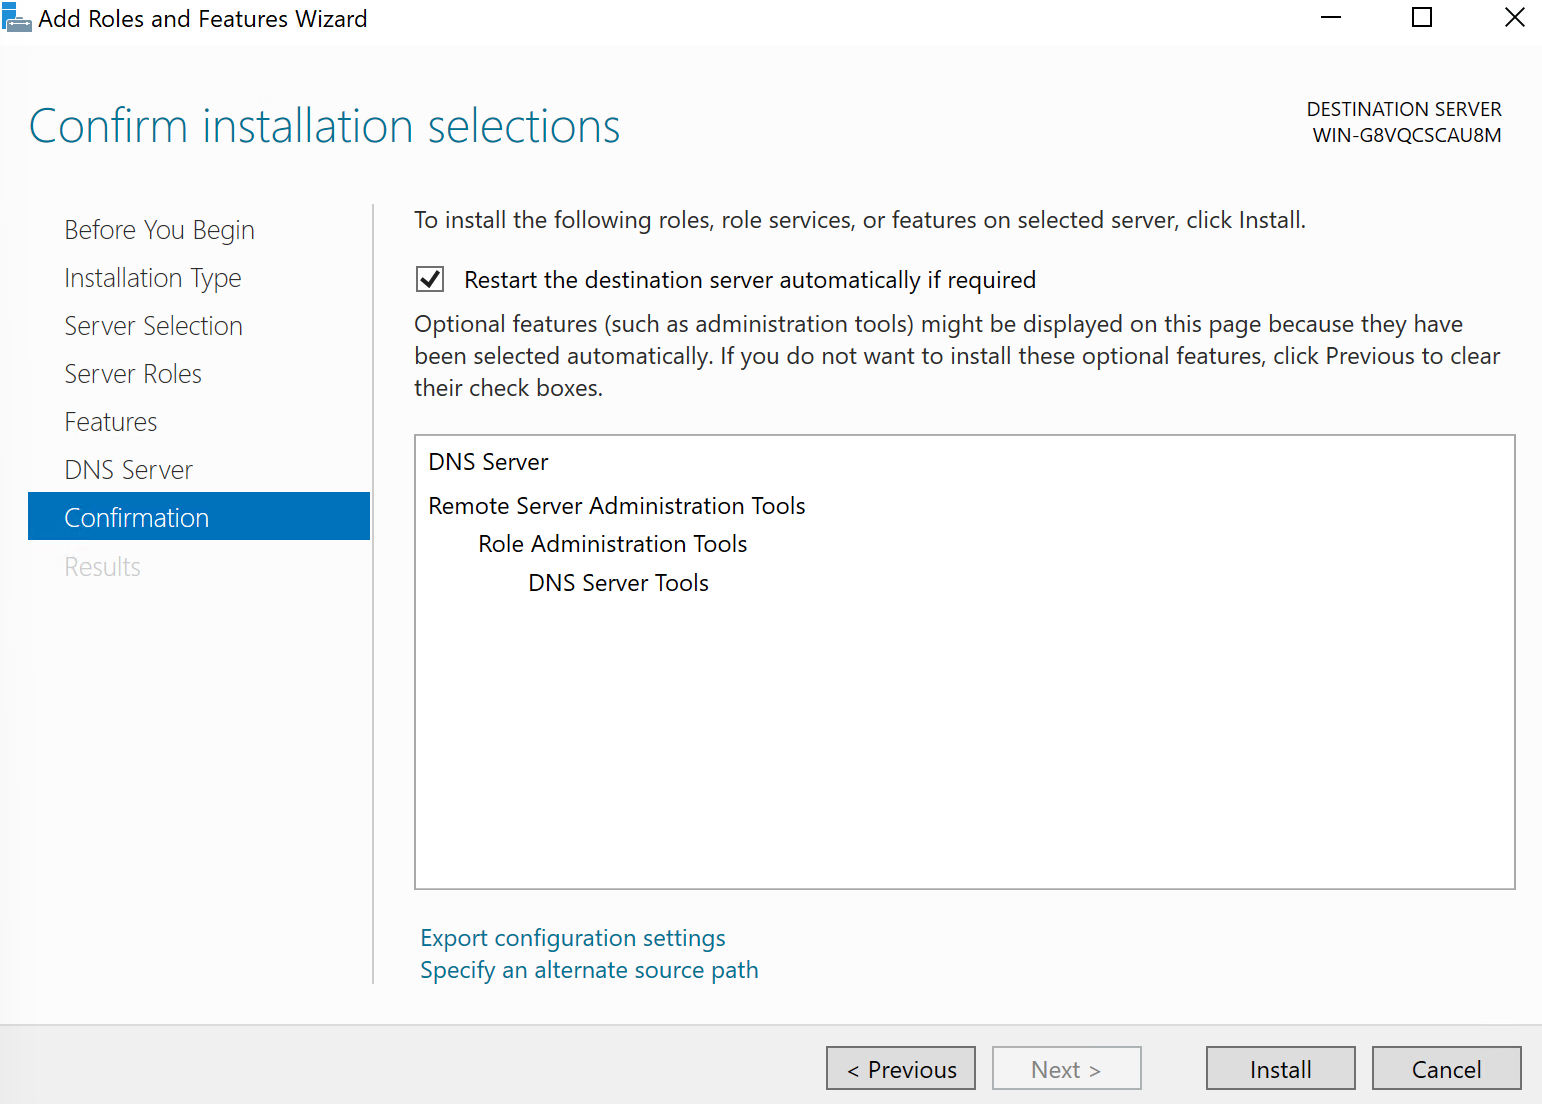 Add Roles and Features Wizard
Confirm installation selections
DESTINATION SERVER
WIN-G8VQCSCAU8M
Before You Begin
Installation Type
Server Selection
Server Roles
Features
DNS Server
Confirmation
Results
To install the following roles, role services, or features on selected server, click Install.
Restart the destination server automatically if required
Optional features (such as administration tools) might be displayed on this page because they have
been selected automatically. If you do not want to install these optional features, click Previous to clear
their check boxes.
DNS Server
Remote Server Administration Tools
Role Administration Tools
DNS Server Tools
Export configuration settings
Specify an alternate source path
< Previous
Next >
Install
Cancel